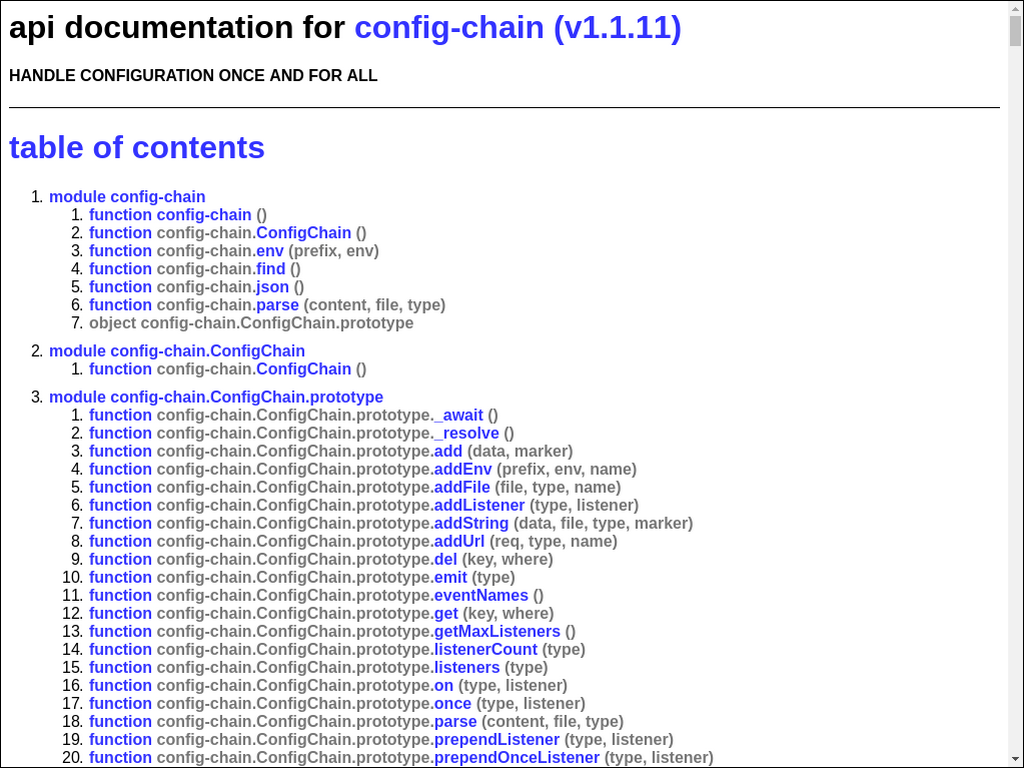 api documentation for config-chain (v1.1.11)
HANDLE CONFIGURATION ONCE AND FOR ALL
table of contents
1. module config-chain
1. function config-chain ()
2. function config-chain.ConfigChain ()
3. function config-chain.env (prefix, env)
4. function config-chain.find ()
5. function config-chain.json ()
6. function config-chain.parse (content, file, type)
7. object config-chain.ConfigChain.prototype
2. module config-chain.ConfigChain
1. function config-chain.ConfigChain ()
3. module config-chain.ConfigChain.prototype
1. function config-chain.ConfigChain.prototype._await ()
2. function config-chain.ConfigChain.prototype._resolve ()
3. function config-chain.ConfigChain.prototype.add (data, marker)
4. function config-chain.ConfigChain.prototype.addEnv (prefix, env, name)
5. function config-chain.ConfigChain.prototype.addFile (file, type, name)
6. function config-chain.ConfigChain.prototype.addListener (type, listener)
7. function config-chain.ConfigChain.prototype.addString (data, file, type, marker)
8. function config-chain.ConfigChain.prototype.addUrl (req, type, name)
9. function config-chain.ConfigChain.prototype.del (key, where)
10. function config-chain.ConfigChain.prototype.emit (type)
11. function config-chain.ConfigChain.prototype.eventNames ()
12. function config-chain.ConfigChain.prototype.get (key, where)
13. function config-chain.ConfigChain.prototype.getMaxListeners ()
14. function config-chain.ConfigChain.prototype.listenerCount (type)
15. function config-chain.ConfigChain.prototype.listeners (type)
16. function config-chain.ConfigChain.prototype.on (type, listener)
17. function config-chain.ConfigChain.prototype.once (type, listener)
18. function config-chain.ConfigChain.prototype.parse (content, file, type)
19. function config-chain.ConfigChain.prototype.prependListener (type, listener)
20. function config-chain.ConfigChain.prototype.prependOnceListener (type, listener)